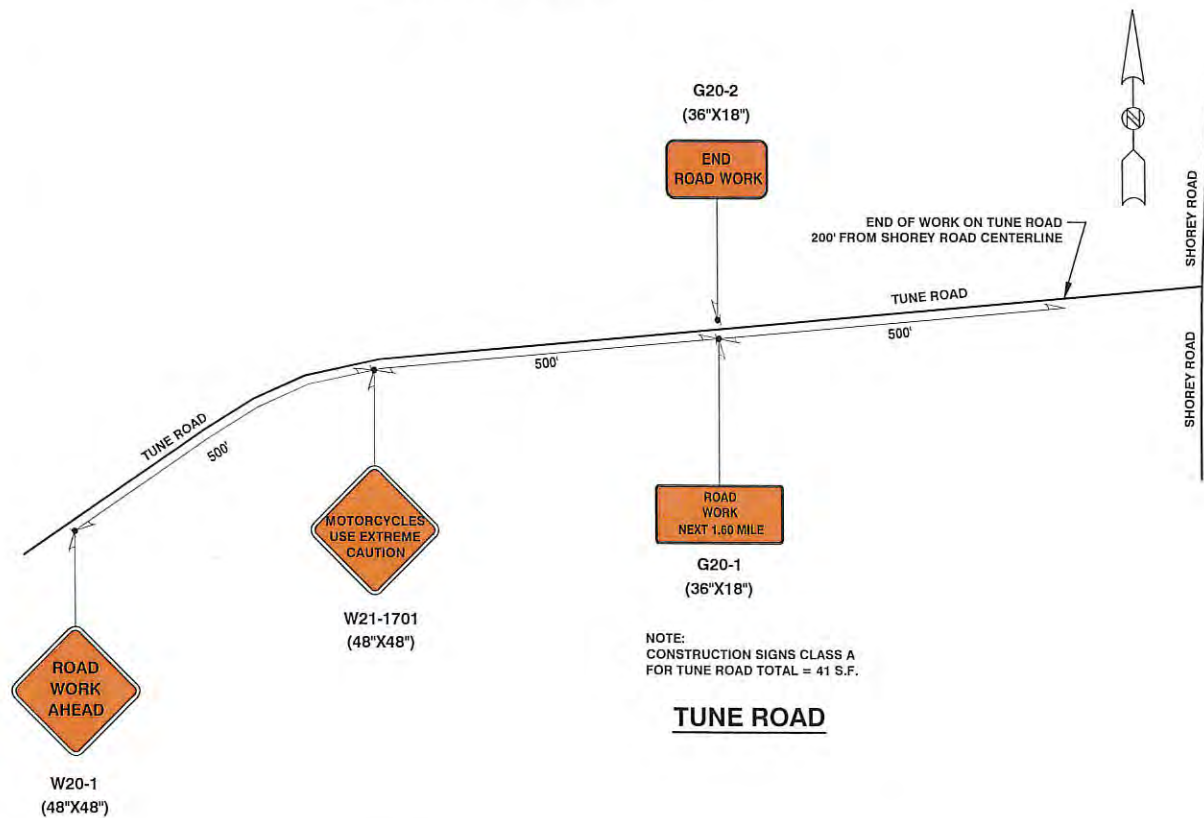 G20-2
(36"X18")
END
ROAD WORK
END OF WORK ON TUNE ROAD
200' FROM SHOREY ROAD CENTERLINE
SHOREY ROAD
TUNE ROAD
500'
500'
SHOREY ROAD
TUNE ROAD
500'
MOTORCYCLES
USE EXTREME
CAUTION
W21-1701
(48"X48")
ROAD
WORK
NEXT 1.60 MILE
G20-1
(36"X18")
ROAD
WORK
AHEAD
W20-1
(48"X48")
NOTE:
CONSTRUCTION SIGNS CLASS A
FOR TUNE ROAD TOTAL = 41 S.F.
TUNE ROAD
N